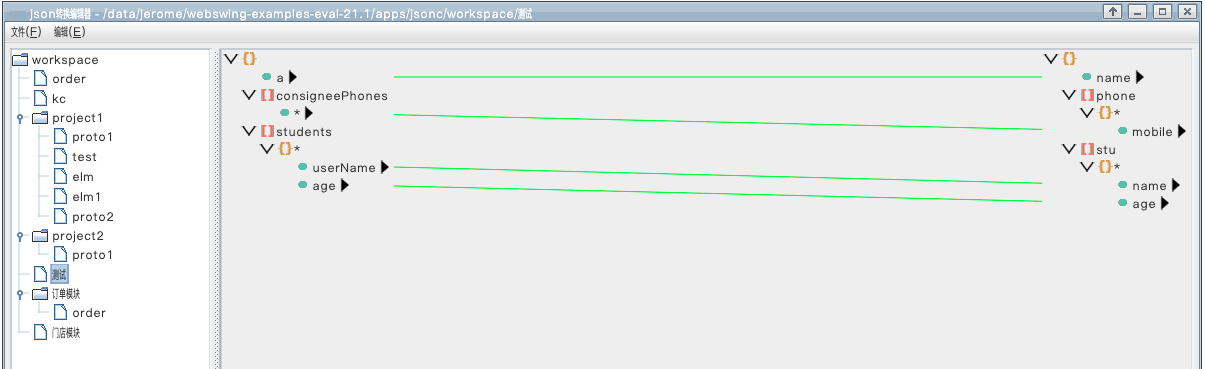 json转换编辑器 - /data/jerome/webswing-examples-eval-21.1/apps/jsonc/workspace/测试
文件(F) 编辑(E)
workspace
order
kc
project1
proto1
test
elm
elm1
proto2
project2
proto1
测试
订单模块
order
门店模块
{}
a
[]consigneePhones
*
[]students
{}*
userName
age
{}
name
[]phone
{}*
mobile
[]stu
{}*
name
age